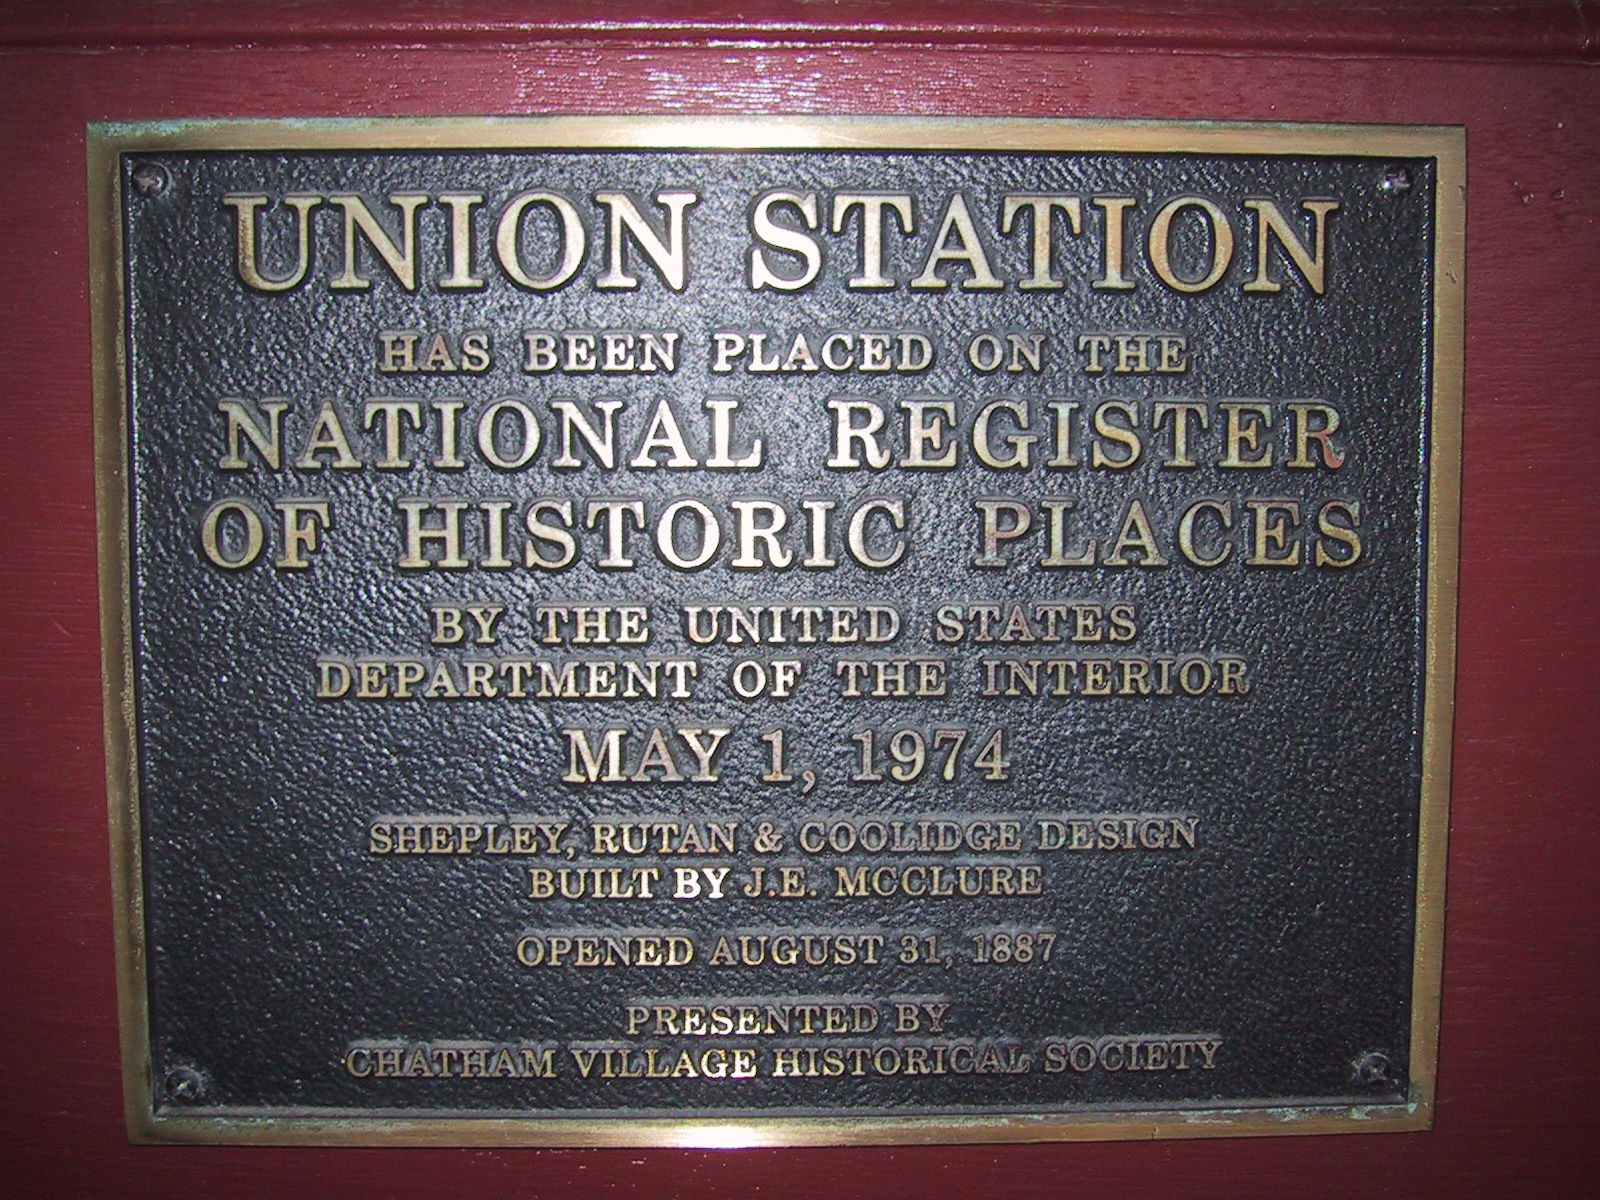 UNION STATION
HAS BEEN PLACED ON THE
NATIONAL REGISTER
OF HISTORIC PLACES
BY THE UNITED STATES
DEPARTMENT OF THE INTERIOR
MAY 1, 1974
SHEPLEY, RUTAN & COOLIDGE DESIGN
BUILT BY J.E. MCCLURE
OPENED AUGUST 31, 1887
PRESENTED BY
CHATHAM VILLAGE HISTORICAL SOCIETY